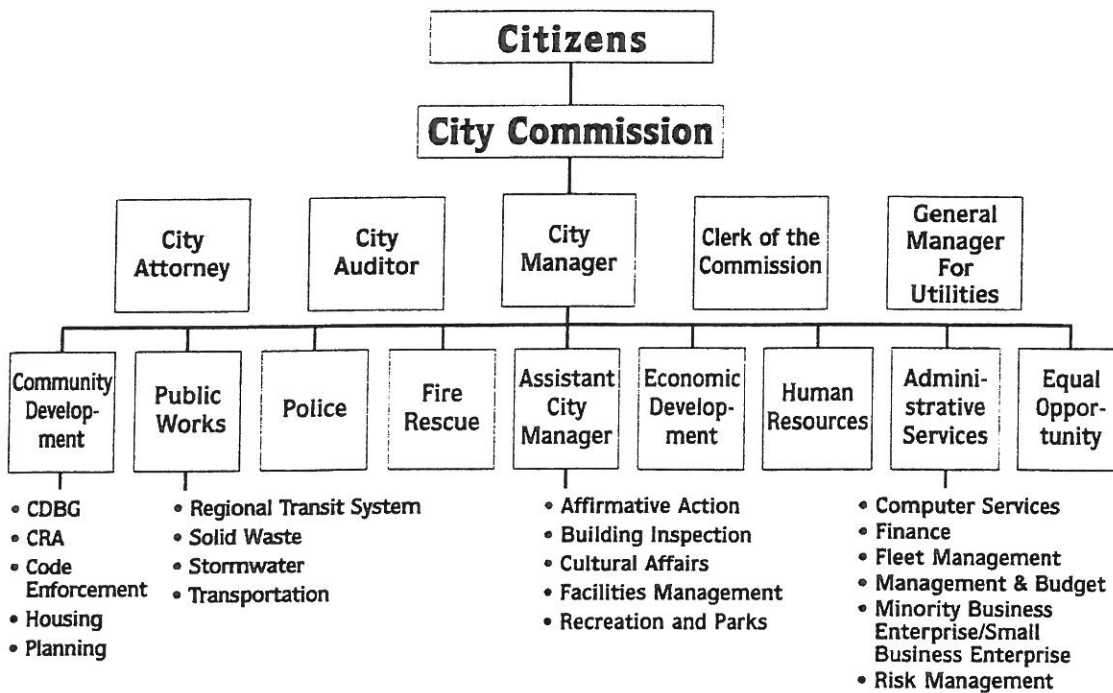 Citizens
City Commission
City
Attorney
City
Auditor
City
Manager
Clerk of the
Commission
General
Manager
For
Utilities
Community
Develop-
ment
Public
Works
Police
Fire
Rescue
Assistant
City
Manager
Economic
Develop-
ment
Human
Resources
Admini-
strative
Services
Equal
Oppor-
tunity
• CDBG
• CRA
• Code
Enforcement
• Housing
• Planning
• Regional Transit System
• Solid Waste
• Stormwater
• Transportation
• Affirmative Action
• Building Inspection
• Cultural Affairs
• Facilities Management
• Recreation and Parks
• Computer Services
• Finance
• Fleet Management
• Management & Budget
• Minority Business
Enterprise/Small
Business Enterprise
• Risk Management